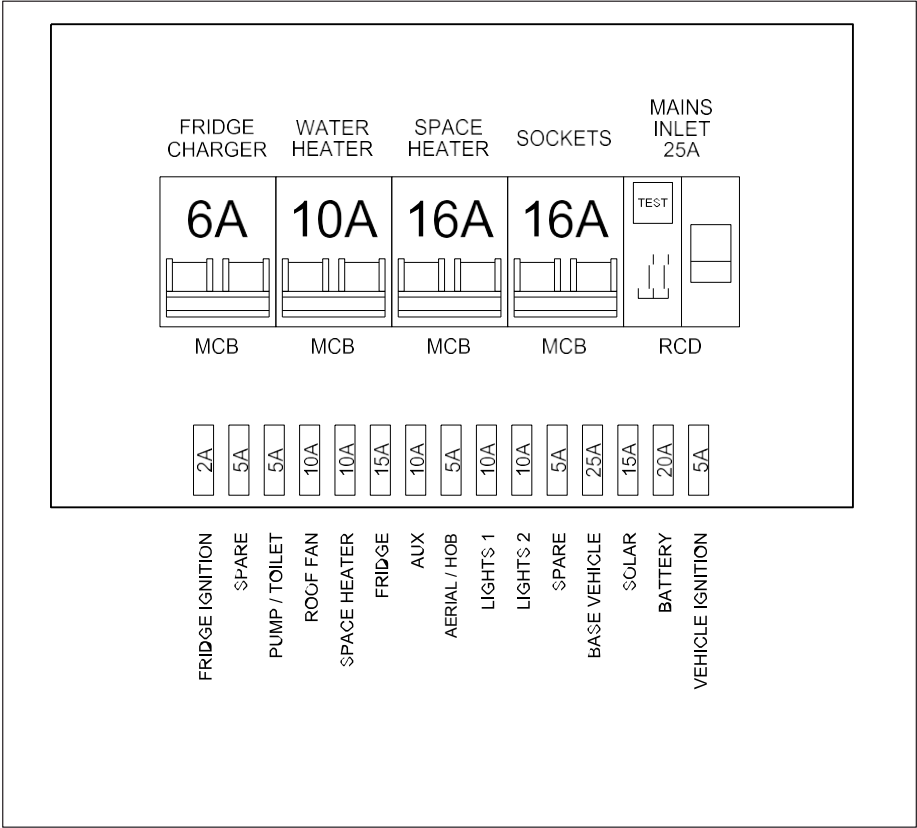 FRIDGE
CHARGER
WATER
HEATER
SPACE
HEATER
SOCKETS
MAINS
INLET
25A
6A
10A
16A
16A
TEST
MCB
MCB
MCB
MCB
RCD
2A
5A
5A
10A
10A
15A
10A
5A
10A
10A
5A
25A
15A
20A
5A
FRIDGE IGNITION
SPARE
PUMP / TOILET
ROOF FAN
SPACE HEATER
FRIDGE
AUX
AERIAL / HOB
LIGHTS 1
LIGHTS 2
SPARE
BASE VEHICLE
SOLAR
BATTERY
VEHICLE IGNITION